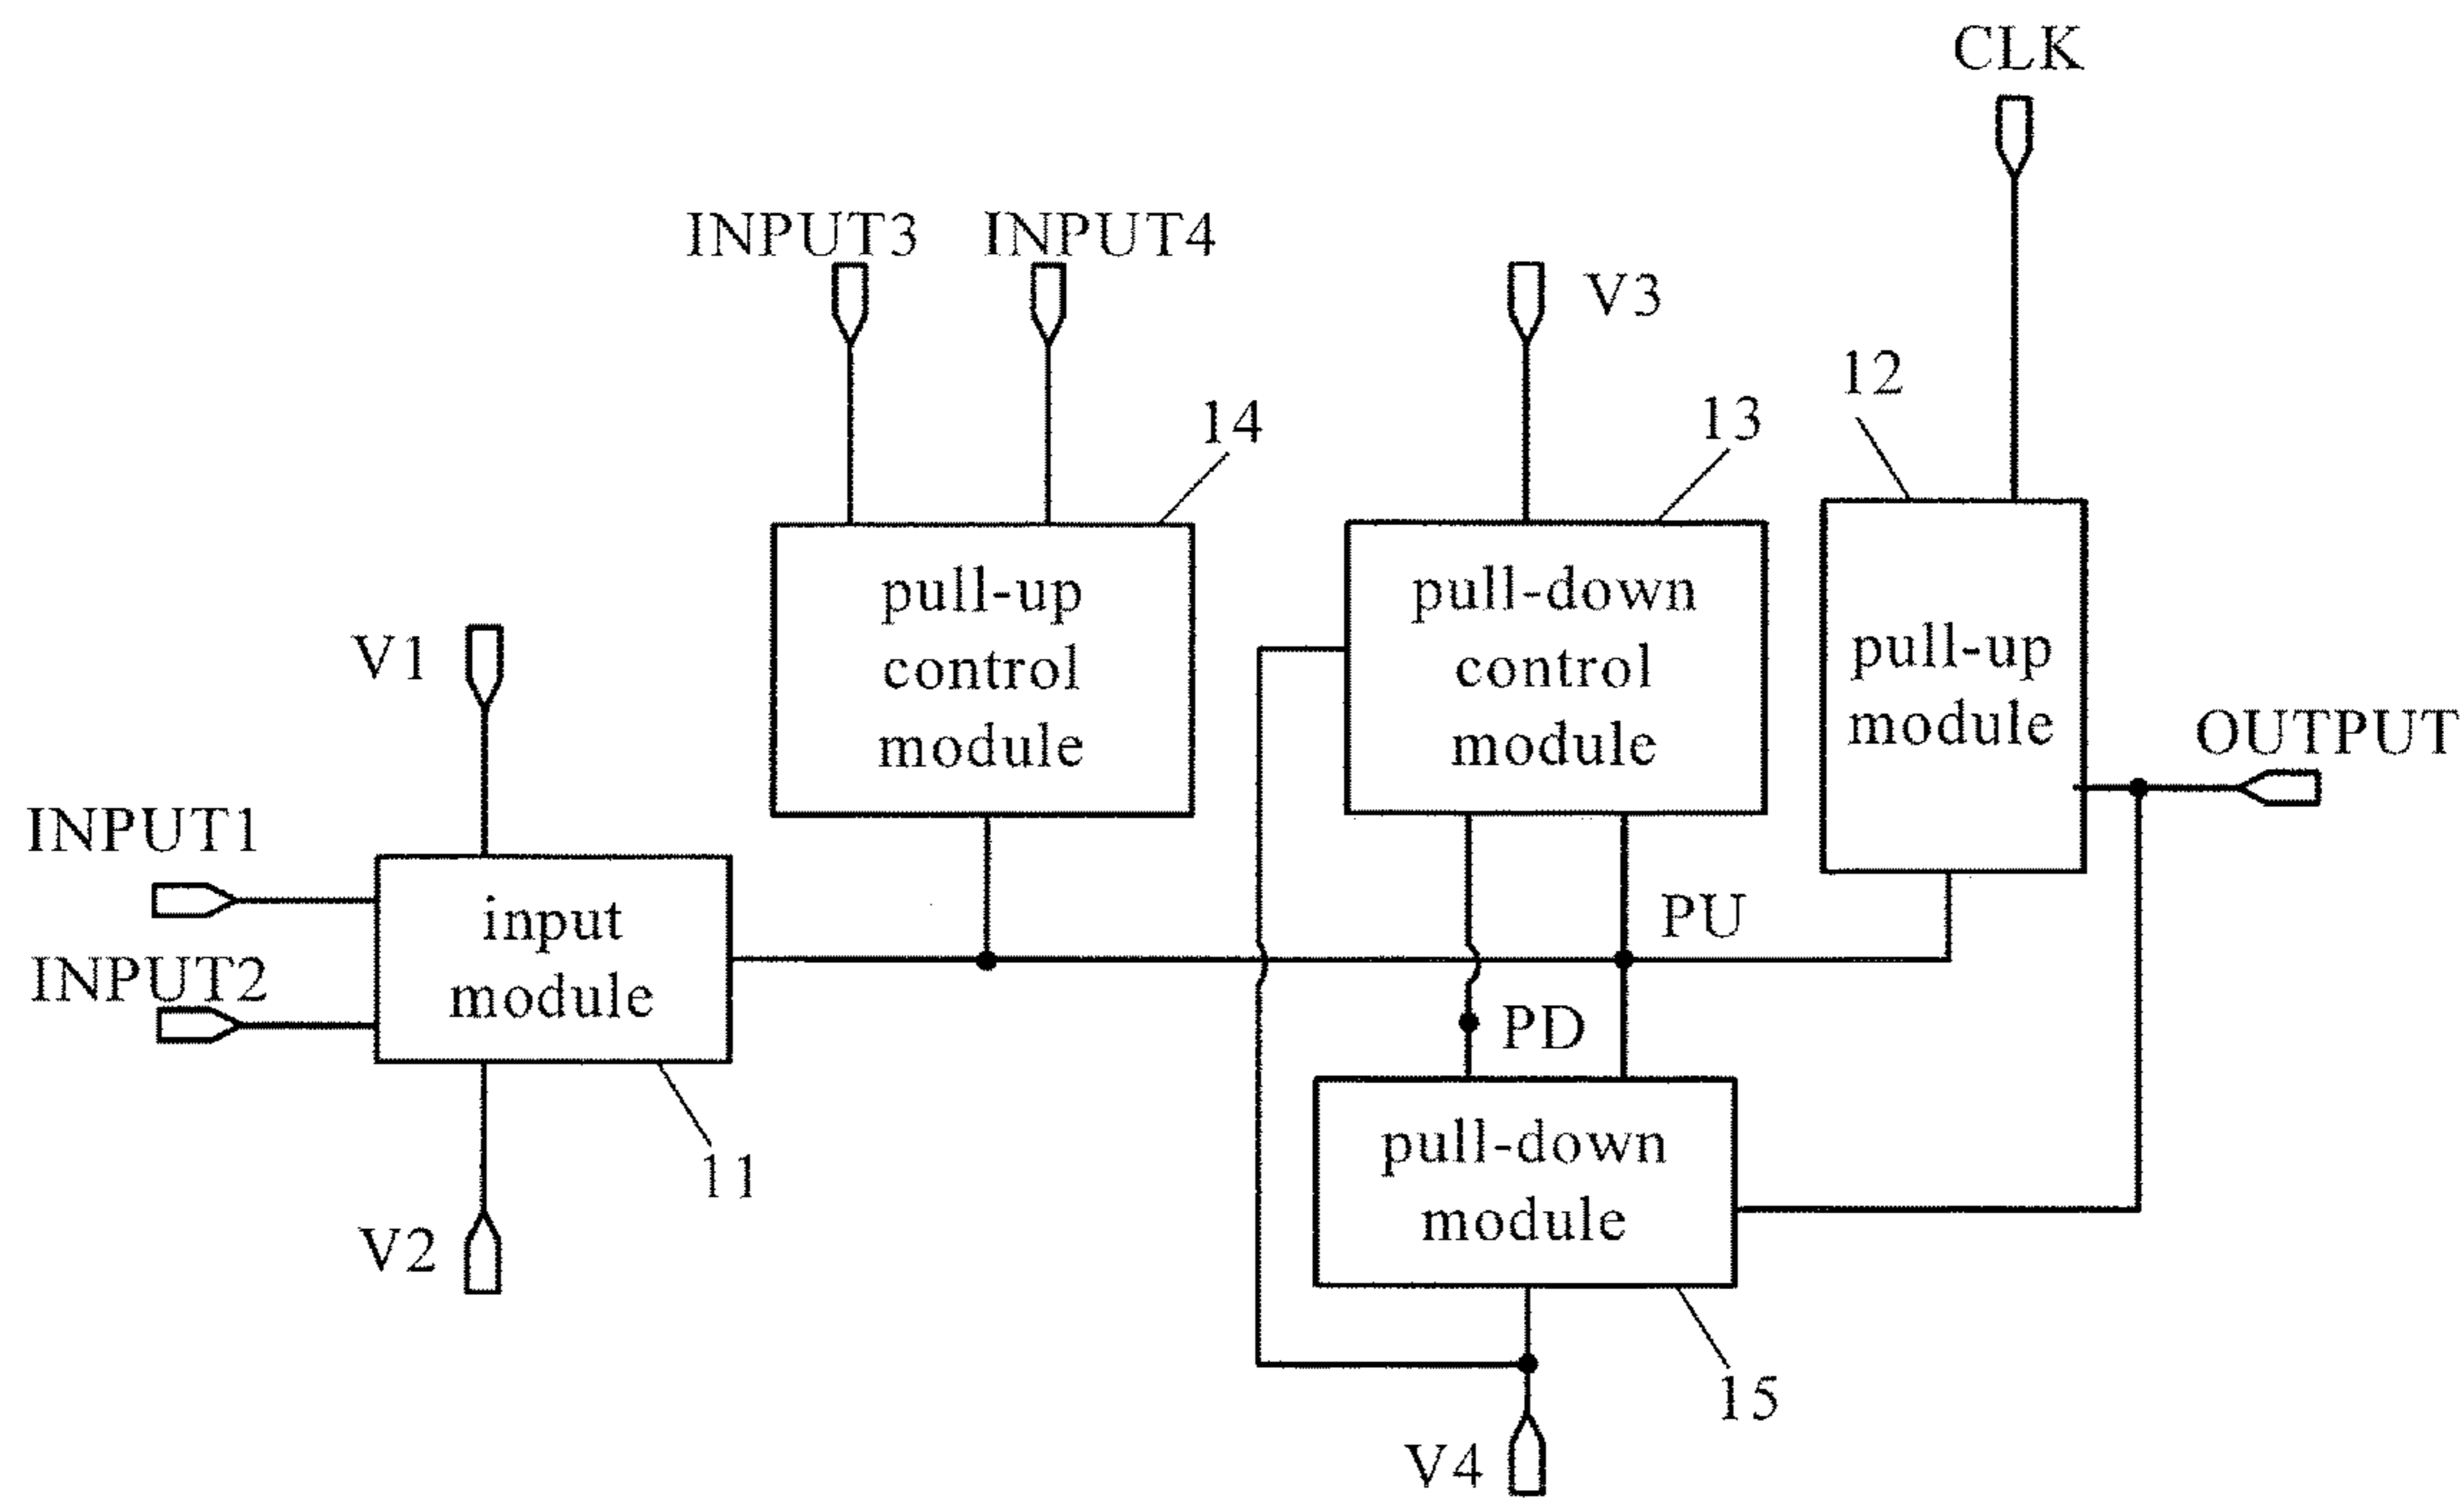 CLK
INPUT3
INPUT4
V3
12
13
14
pull-up
control
module
pull-down
control
module
pull-up
module
V1
OUTPUT
INPUT1
input
module
PU
INPUT2
PD
pull-down
module
11
V2
15
V4